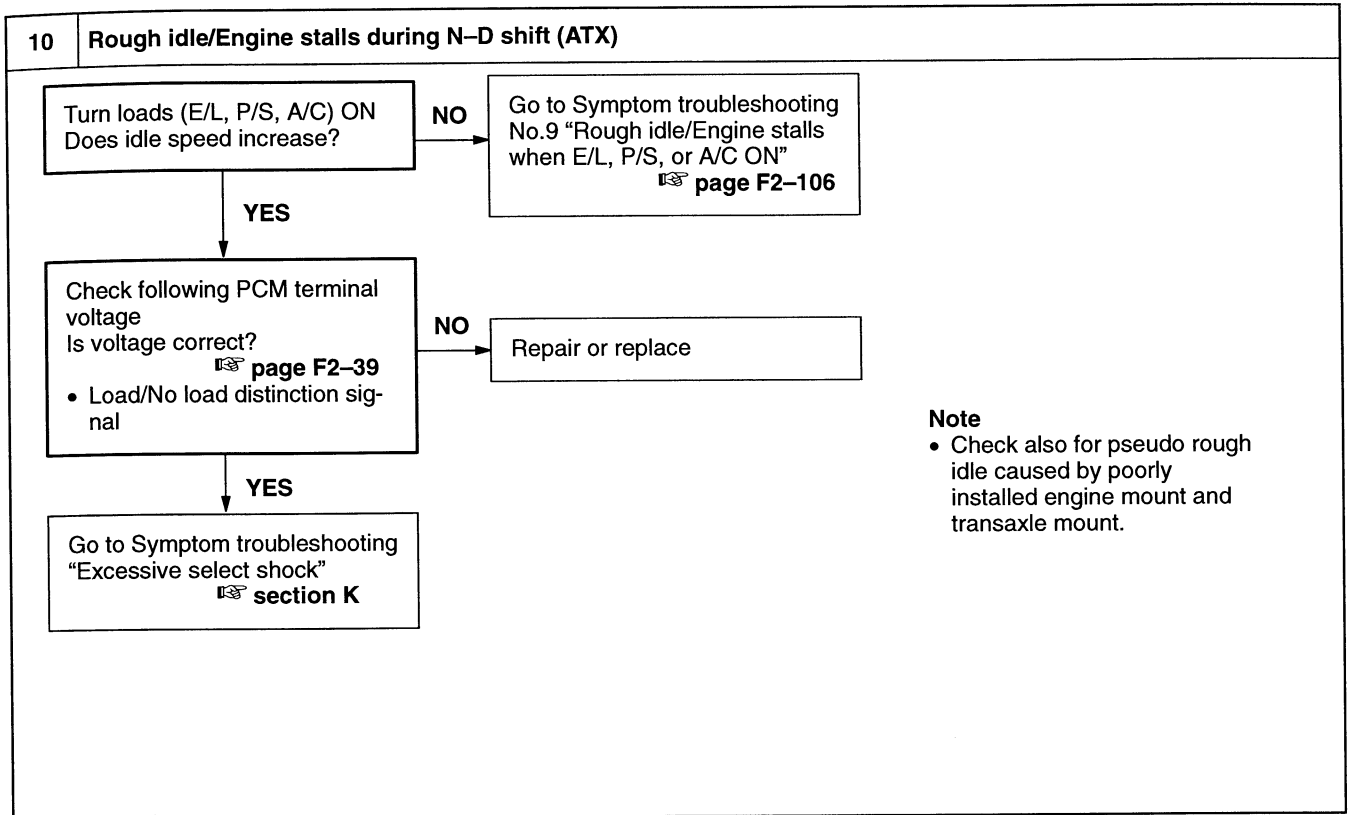 10 Rough idle/Engine stalls during N–D shift (ATX)
Turn loads (E/L, P/S, A/C) ON
Does idle speed increase?
NO
Go to Symptom troubleshooting
No.9 “Rough idle/Engine stalls
when E/L, P/S, or A/C ON”
☞ page F2–106
YES
Check following PCM terminal
voltage
Is voltage correct?
☞ page F2–39
• Load/No load distinction sig-
nal
NO
Repair or replace
YES
Go to Symptom troubleshooting
“Excessive select shock”
☞ section K
Note
• Check also for pseudo rough
idle caused by poorly
installed engine mount and
transaxle mount.